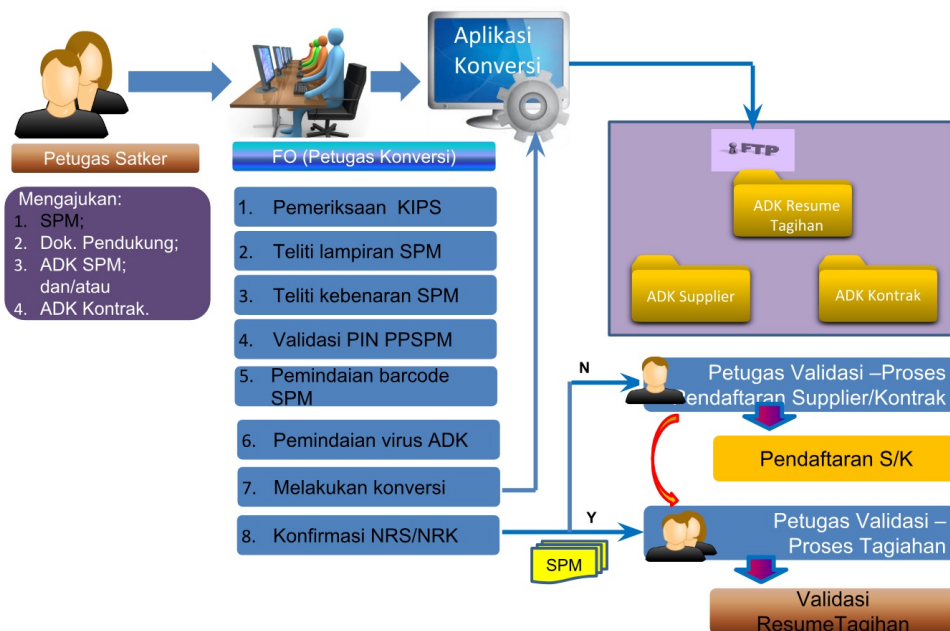 Aplikasi
Konversi
Petugas Satker
FO (Petugas Konversi)
Mengajukan:
1. SPM;
2. Dok. Pendukung;
3. ADK SPM;
dan/atau
4. ADK Kontrak.
1. Pemeriksaan KIPS
2. Teliti lampiran SPM
3. Teliti kebenaran SPM
4. Validasi PIN PPSPM
5. Pemindaian barcode
SPM
6. Pemindaian virus ADK
7. Melakukan konversi
8. Konfirmasi NRS/NRK
FTP
ADK Resume
Tagihan
ADK Supplier
ADK Kontrak
N
Petugas Validasi –Proses
Pendaftaran Supplier/Kontrak
Pendaftaran S/K
Y
SPM
Petugas Validasi –
Proses Tagiahan
Validasi
ResumeTagihan